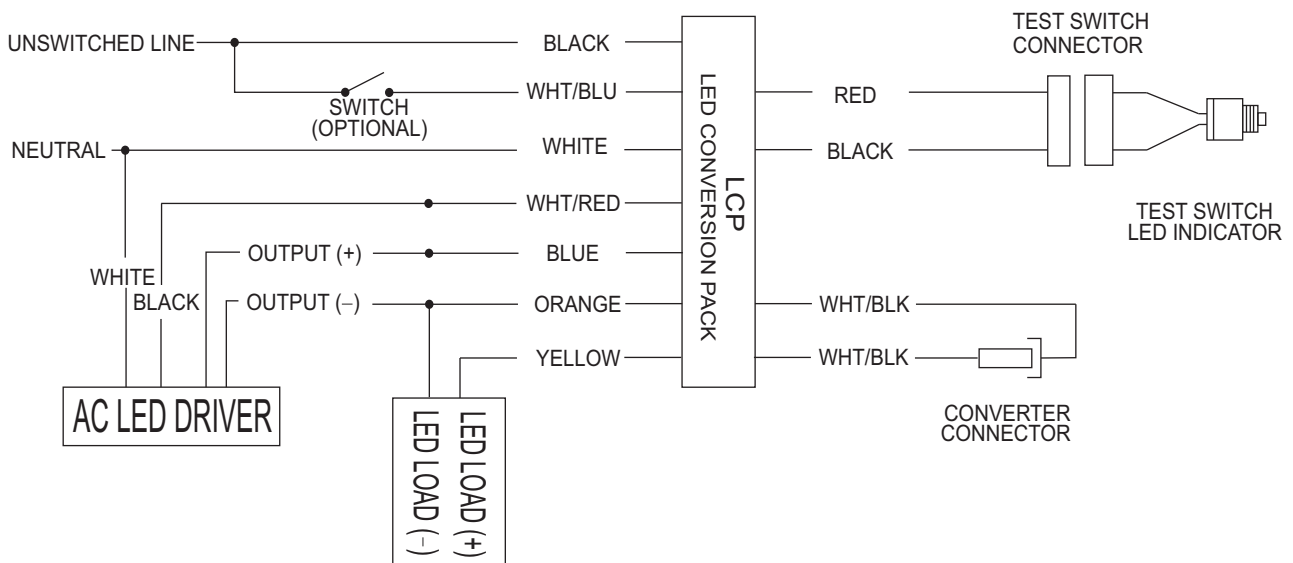 UNSWITCHED LINE
BLACK
WHT/BLU
SWITCH
(OPTIONAL)
NEUTRAL
WHITE
WHT/RED
OUTPUT (+)
BLUE
OUTPUT (–)
ORANGE
YELLOW
WHITE
BLACK
AC LED DRIVER
LED LOAD (+)
LED LOAD (–)
LCP
LED CONVERSION PACK
RED
BLACK
TEST SWITCH
CONNECTOR
TEST SWITCH
LED INDICATOR
WHT/BLK
WHT/BLK
CONVERTER
CONNECTOR